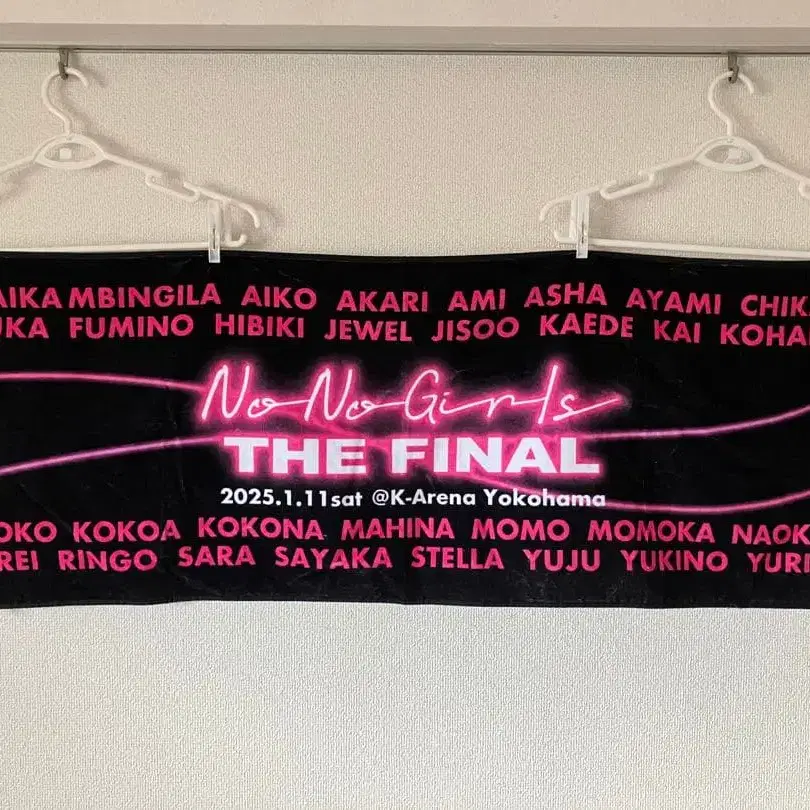 AIKA MBINGILA AIKO AKARI AMI ASHA AYAMI CHIK
UKA FUMINO HIBIKI JEWEL JISOO KAEDE KAI KOHA
No No Girls
THE FINAL
2025.1.11sat @K-Arena Yokohama
OKO KOKOA KOKONA MAHINA MOMO MOMOKA NAOK
REI RINGO SARA SAYAKA STELLA YUJU YUKINO YURI